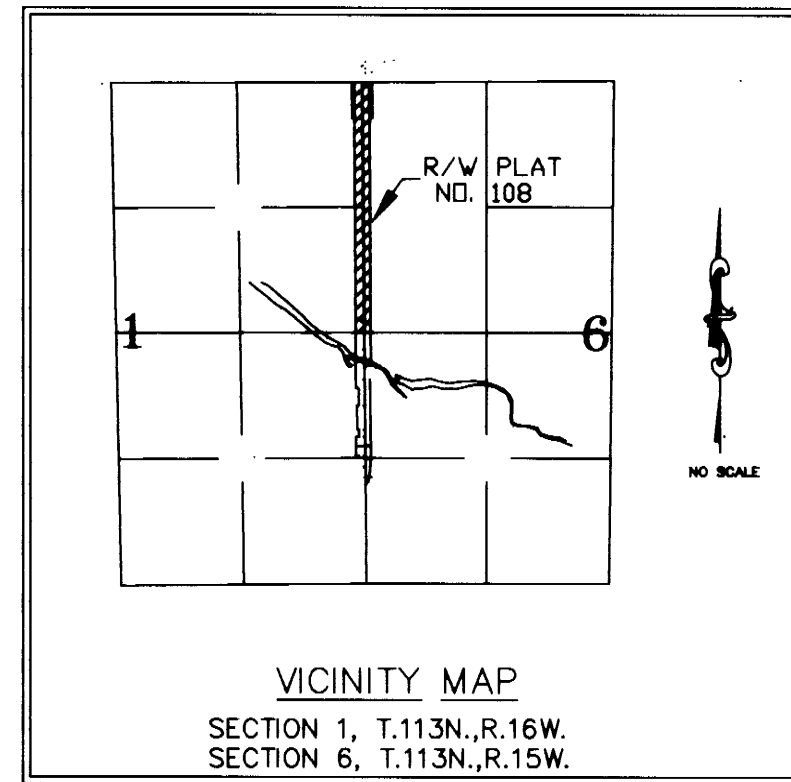 R/W PLAT
NO. 108
1
6
NO SCALE
VICINITY MAP
SECTION 1, T.113N.,R.16W.
SECTION 6, T.113N.,R.15W.